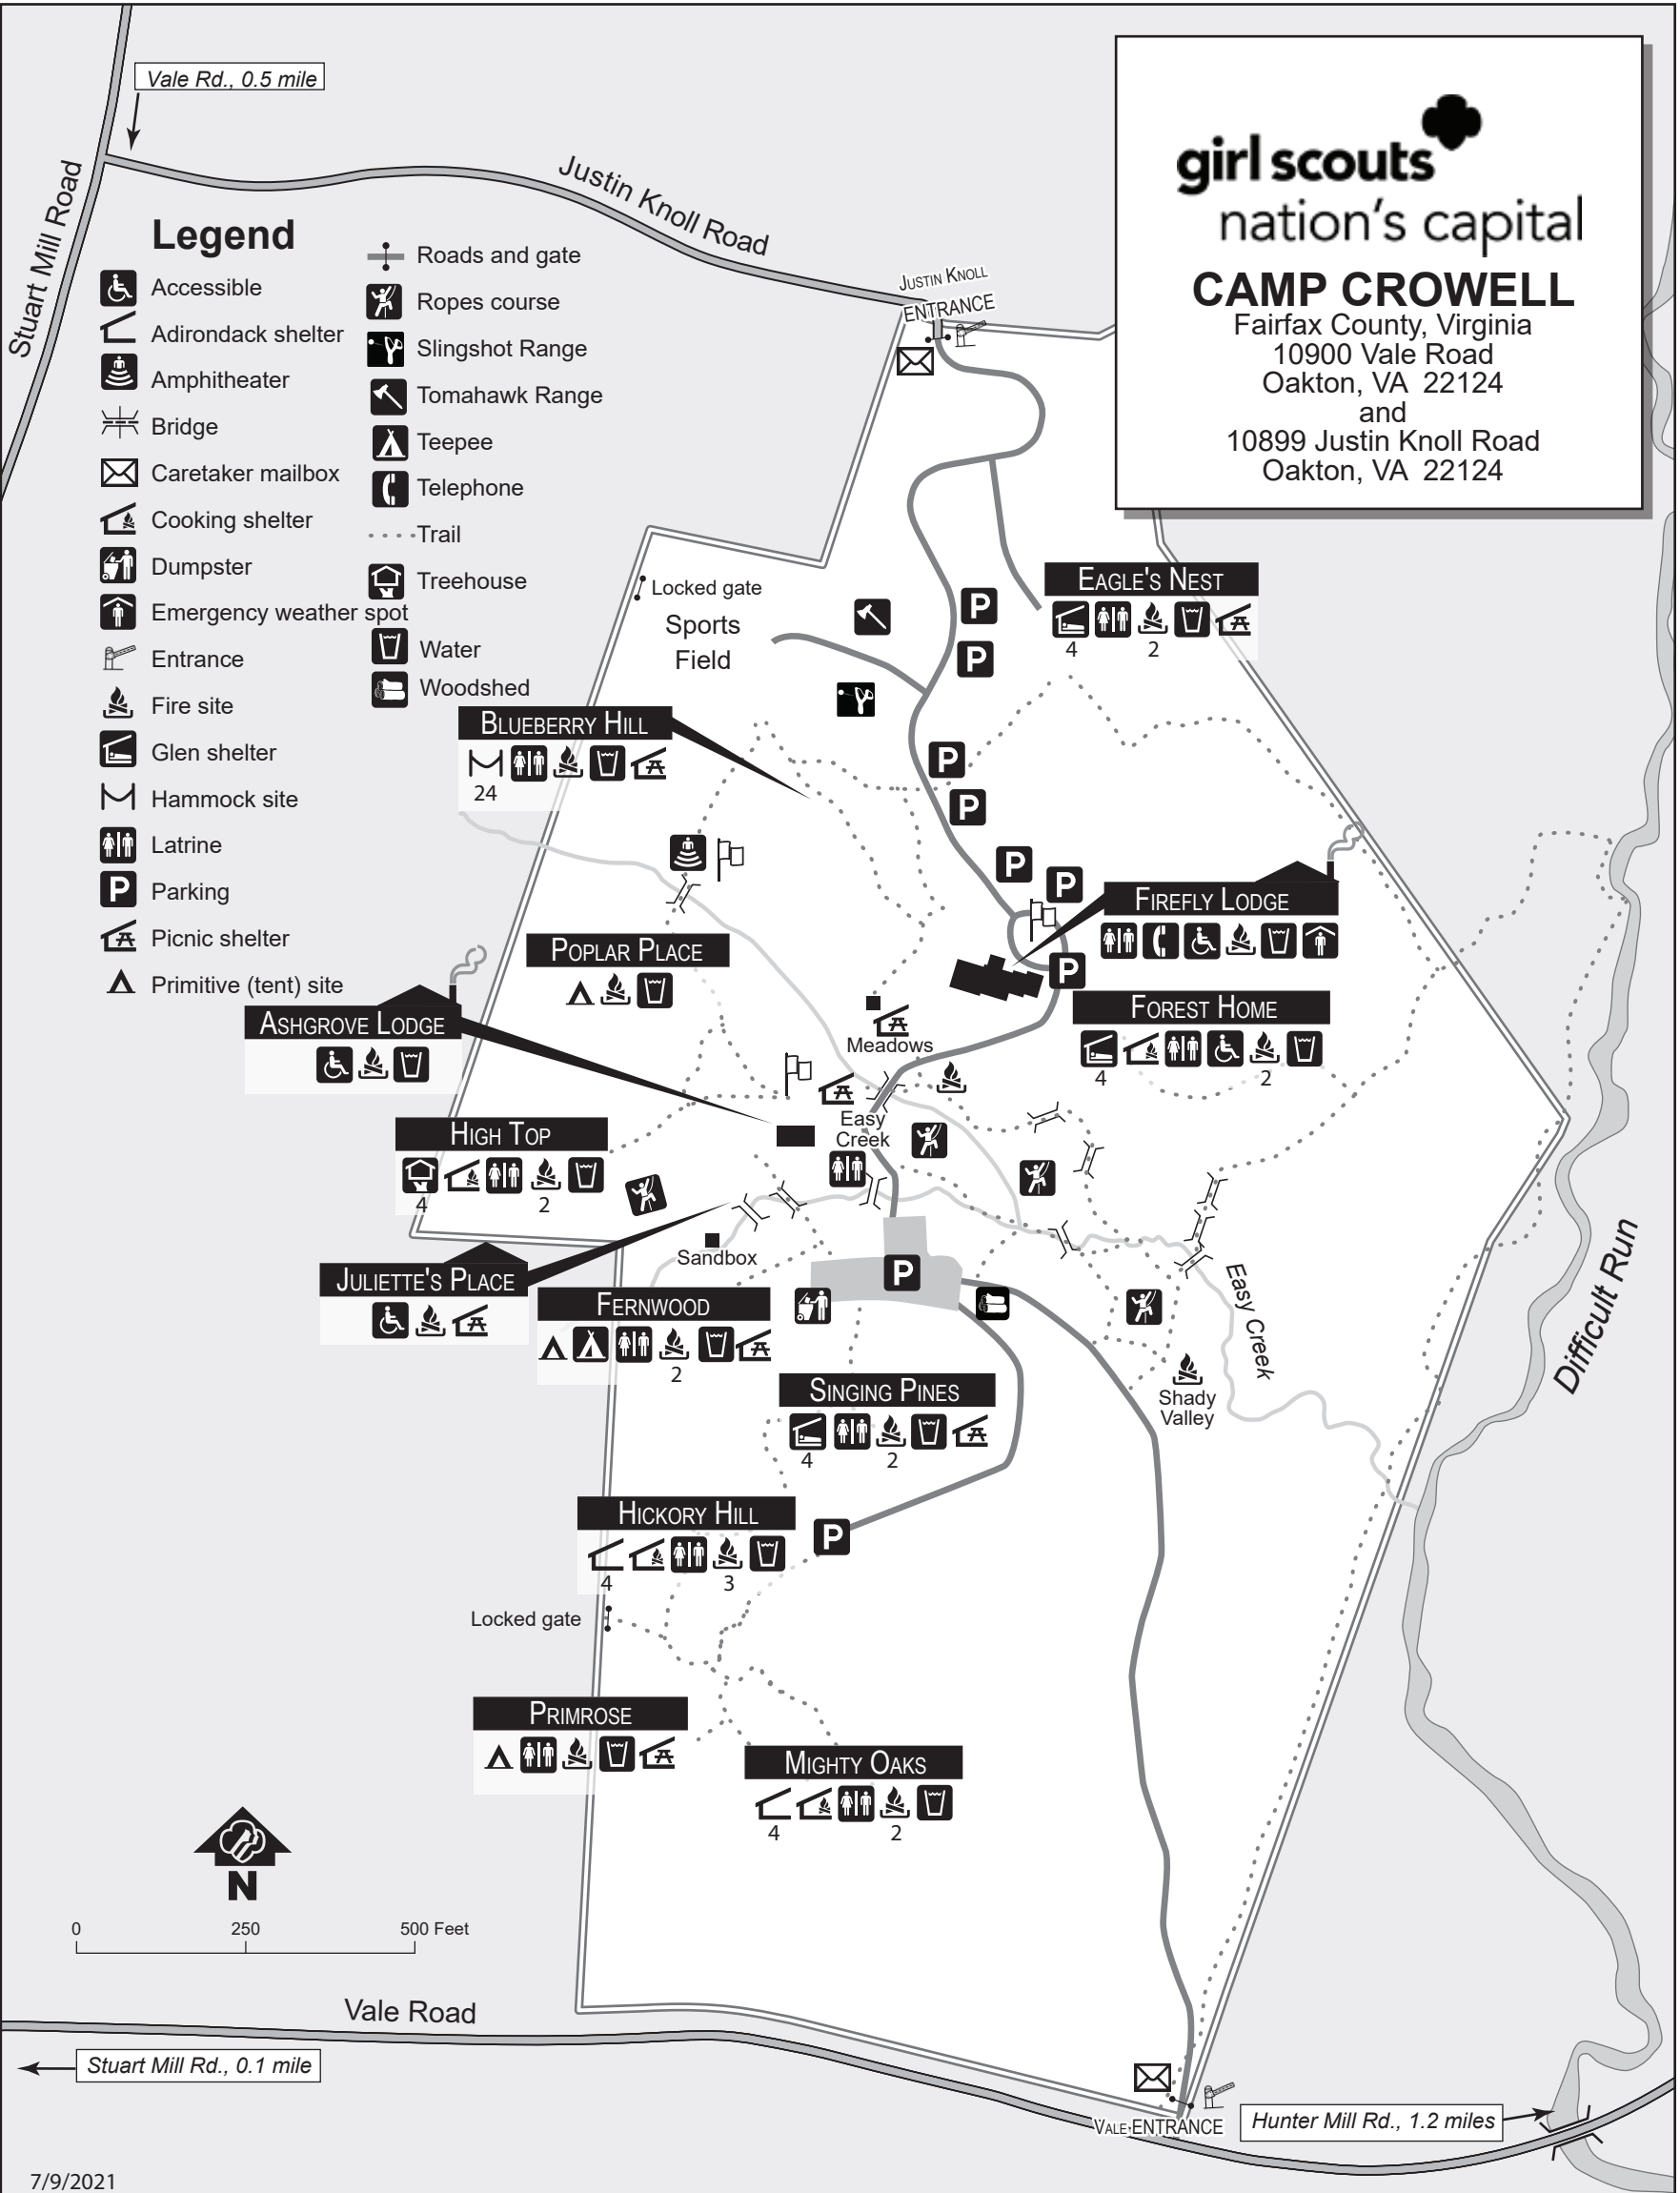 Vale Rd., 0.5 mile
Stuart Mill Road
Justin Knoll Road
girl scouts
nation's capital
CAMP CROWELL
Fairfax County, Virginia
10900 Vale Road
Oakton, VA 22124
and
10899 Justin Knoll Road
Oakton, VA 22124
Legend
Accessible
Adirondack shelter
Amphitheater
Bridge
Caretaker mailbox
Cooking shelter
Dumpster
Emergency weather spot
Entrance
Fire site
Glen shelter
Hammock site
Latrine
P Parking
Picnic shelter
Primitive (tent) site
Roads and gate
Ropes course
Slingshot Range
Tomahawk Range
Teepee
Telephone
Trail
Treehouse
Water
Woodshed
JUSTIN KNOLL
ENTRANCE
Locked gate
Sports
Field
P
P
EAGLE'S NEST
4 2
BLUEBERRY HILL
24
P
P
P
P
FIREFLY LODGE
P
POPLAR PLACE
Meadows
FOREST HOME
4 2
ASHGROVE LODGE
Easy
Creek
HIGH TOP
4 2
Sandbox
JULIETTE'S PLACE
P
FERNWOOD
2
Easy Creek
Difficult Run
SINGING PINES
4 2
Shady
Valley
HICKORY HILL
4 3
P
Locked gate
PRIMROSE
MIGHTY OAKS
4 2
N
0 250 500 Feet
Vale Road
Stuart Mill Rd., 0.1 mile
VALE ENTRANCE
Hunter Mill Rd., 1.2 miles
7/9/2021